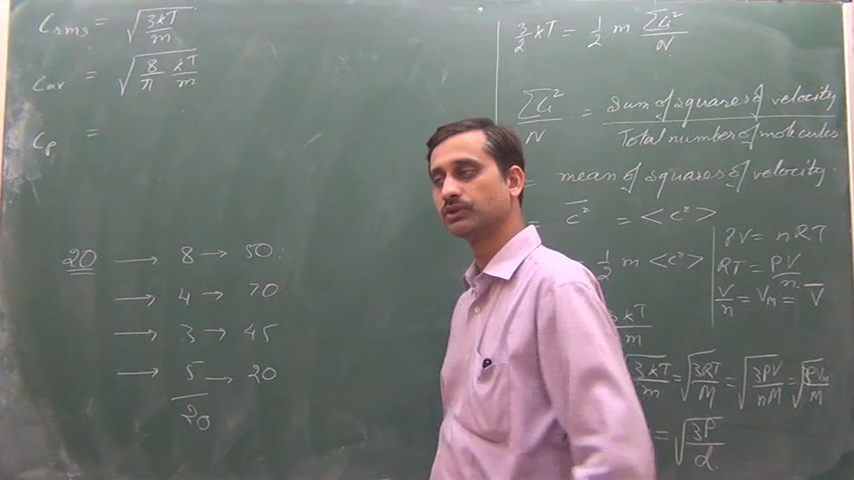 Crms = √(3kT/m)
Cav = √(8/π kT/m)
Cp =
20 → 8 → 50
→ 4 → 70
→ 3 → 45
→ 5 → 20
20
3/2 kT = 1/2 m ΣCi²/N
ΣCi²/N = Sum of squares of velocity / Total number of molecules
= mean of squares of velocity.
= c̄² = <c²>
= 1/2 m <c²>
PV = nRT
RT = PV/n
V/n = Vm = V̄
3kT/m
√(3kT/m) = √(3RT/M) = √(3PV/nM) = √(3PVm/M)
= √(3P/d)